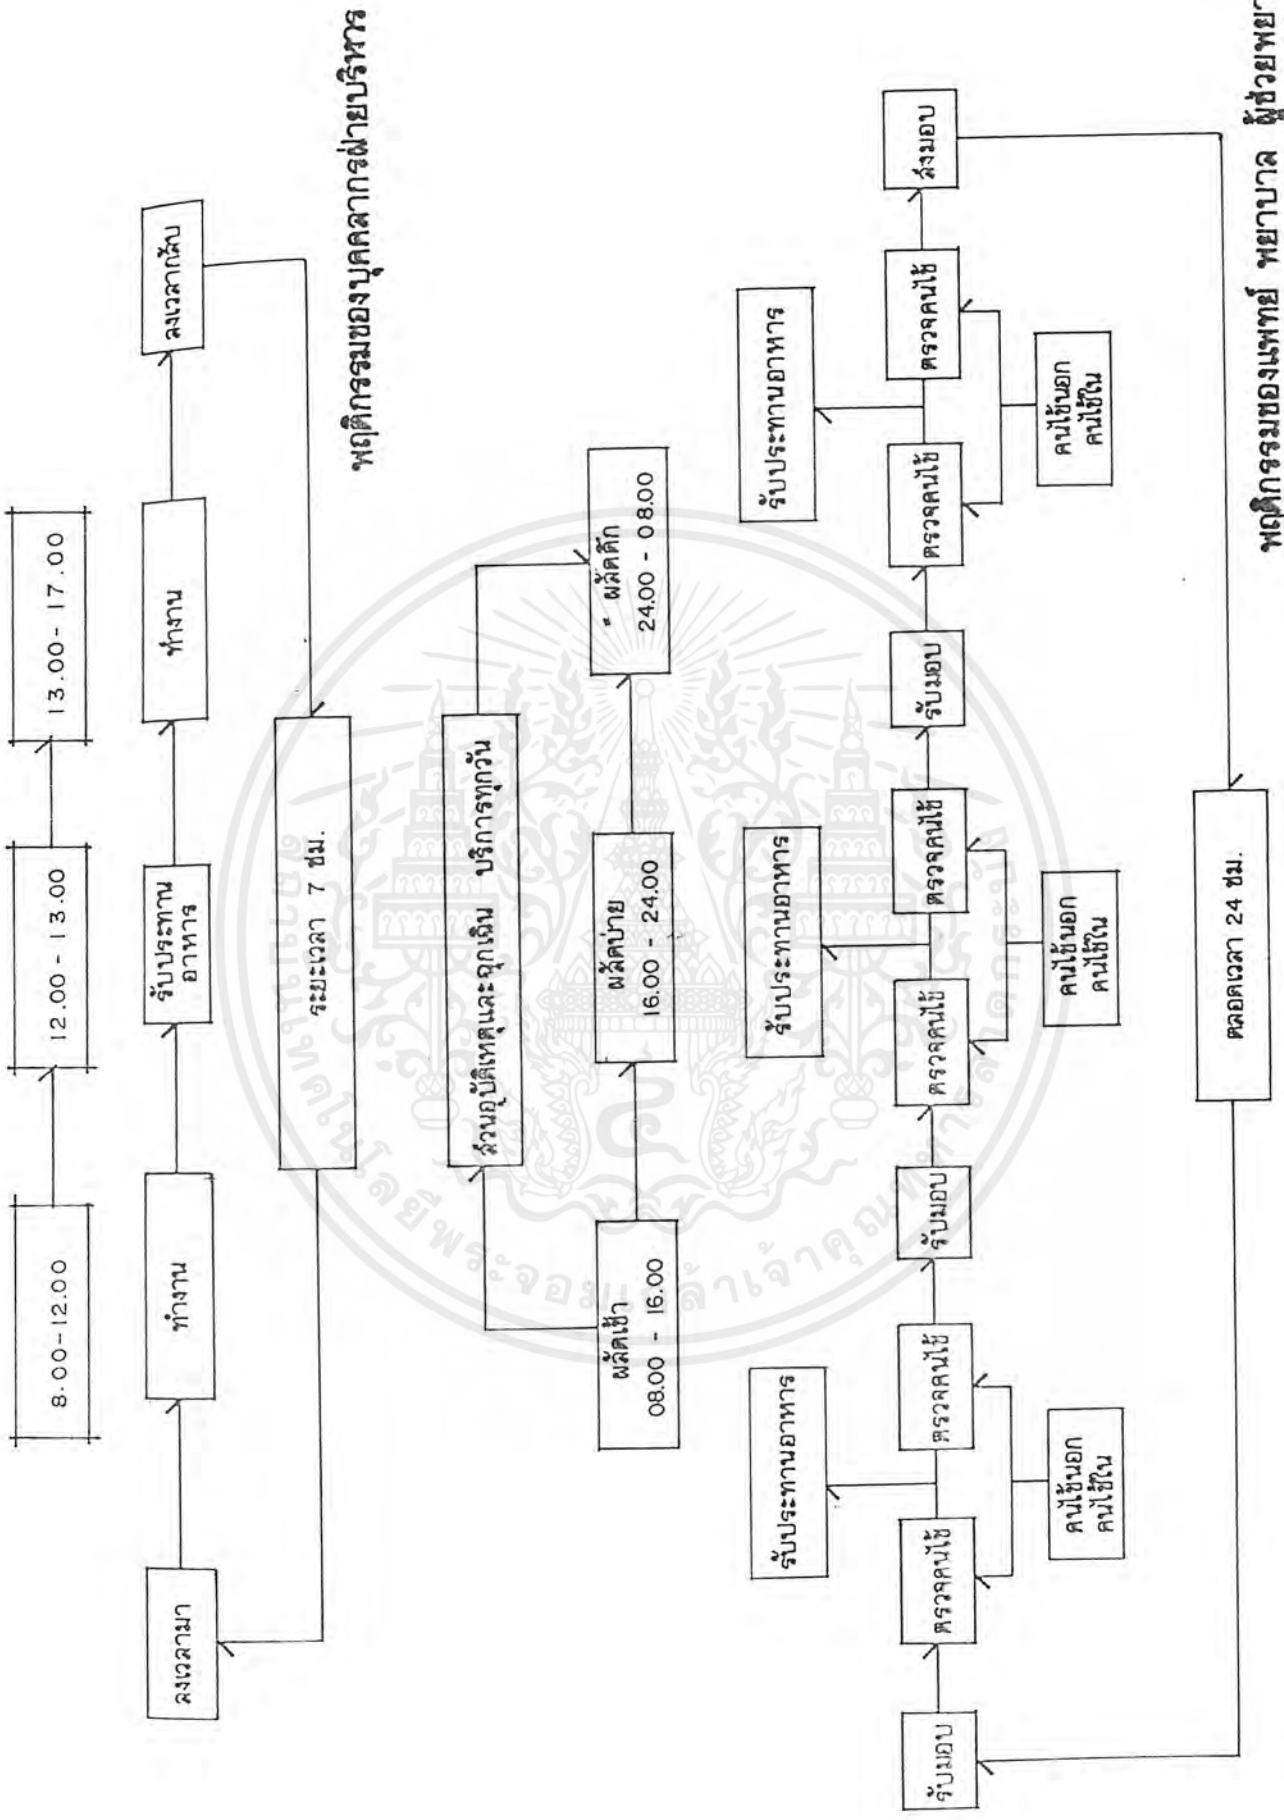 8.00-12.00
12.00 - 13.00
13.00- 17.00
ลงเวลามา
ทำงาน
รับประทาน
อาหาร
ทำงาน
ลงเวลากลับ
ระยะเวลา 7 ชม.
พฤติกรรมของบุคคลากรฝ่ายบริหาร
ส่วนอุบัติเหตุและฉุกเฉิน บริการทุกวัน
ผลัดเช้า
08.00 - 16.00
ผลัดบ่าย
16.00 - 24.00
ผลัดดึก
24.00 - 08.00
รับประทานอาหาร
รับประทานอาหาร
รับประทานอาหาร
รับมอบ
ตรวจคนไข้
ตรวจคนไข้
รับมอบ
ตรวจคนไข้
ตรวจคนไข้
รับมอบ
ตรวจคนไข้
ตรวจคนไข้
ส่งมอบ
คนไข้นอก
คนไข้ใน
คนไข้นอก
คนไข้ใน
คนไข้นอก
คนไข้ใน
ตลอดเวลา 24 ชม.
พฤติกรรมของแพทย์ พยาบาล